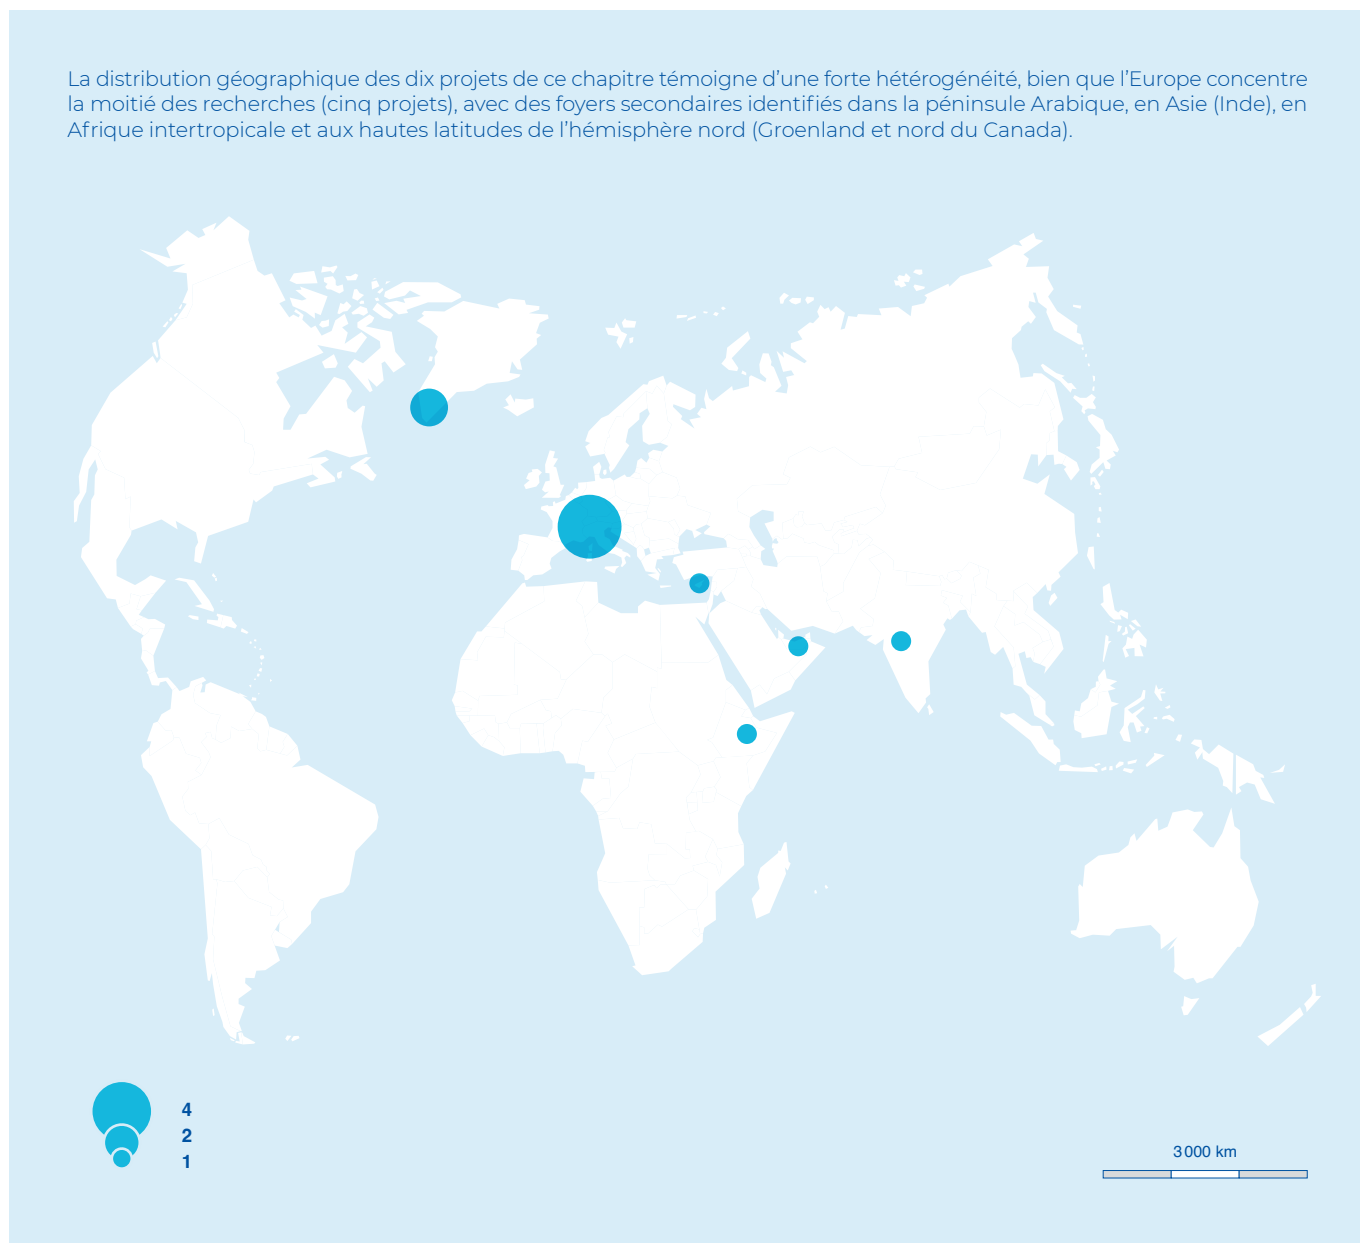 La distribution géographique des dix projets de ce chapitre témoigne d’une forte hétérogénéité, bien que l’Europe concentre
la moitié des recherches (cinq projets), avec des foyers secondaires identifiés dans la péninsule Arabique, en Asie (Inde), en
Afrique intertropicale et aux hautes latitudes de l’hémisphère nord (Groenland et nord du Canada).
4
2
1
3 000 km